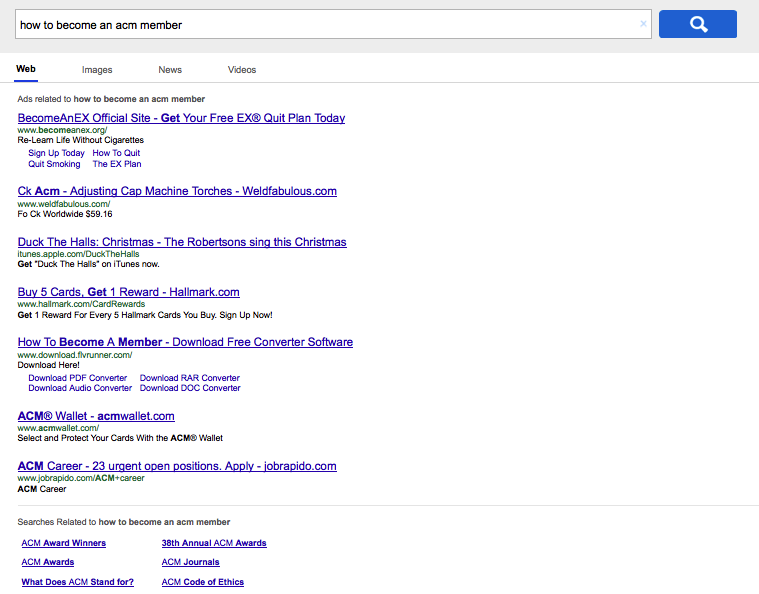 how to become an acm member
Web Images News Videos
Ads related to how to become an acm member
BecomeAnEX Official Site - Get Your Free EX® Quit Plan Today
www.becomeanex.org/
Re-Learn Life Without Cigarettes
Sign Up Today How To Quit
Quit Smoking The EX Plan
Ck Acm - Adjusting Cap Machine Torches - Weldfabulous.com
www.weldfabulous.com/
Fo Ck Worldwide $59.16
Duck The Halls: Christmas - The Robertsons sing this Christmas
itunes.apple.com/DuckTheHalls
Get "Duck The Halls" on iTunes now.
Buy 5 Cards, Get 1 Reward - Hallmark.com
www.hallmark.com/CardRewards
Get 1 Reward For Every 5 Hallmark Cards You Buy. Sign Up Now!
How To Become A Member - Download Free Converter Software
www.download.flvrunner.com/
Download Here!
Download PDF Converter Download RAR Converter
Download Audio Converter Download DOC Converter
ACM® Wallet - acmwallet.com
www.acmwallet.com/
Select and Protect Your Cards With the ACM® Wallet
ACM Career - 23 urgent open positions. Apply - jobrapido.com
www.jobrapido.com/ACM+career
ACM Career
Searches Related to how to become an acm member
ACM Award Winners 38th Annual ACM Awards
ACM Awards ACM Journals
What Does ACM Stand for? ACM Code of Ethics